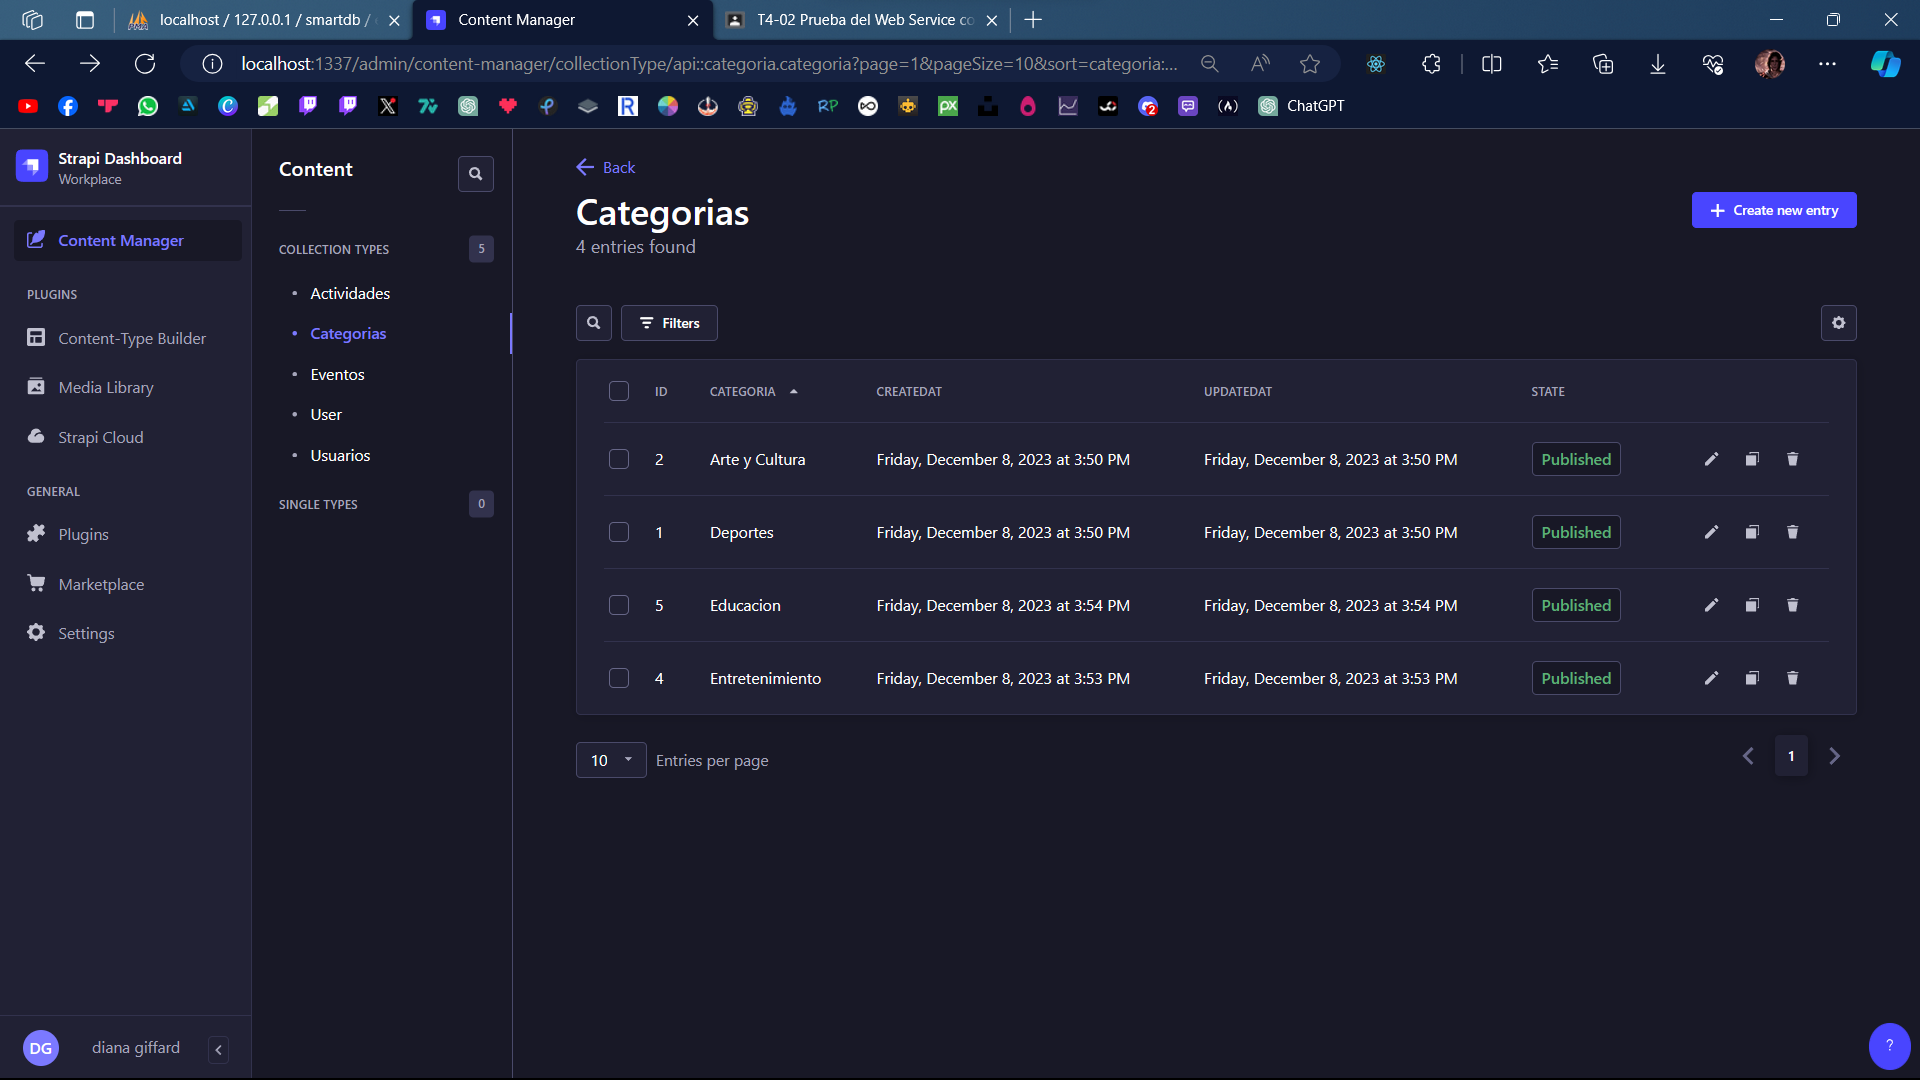 localhost / 127.0.0.1 / smartdb /
Content Manager
T4-02 Prueba del Web Service co
localhost:1337/admin/content-manager/collectionType/api::categoria.categoria?page=1&pageSize=10&sort=categoria:...
ChatGPT
Strapi Dashboard
Workplace
Content Manager
PLUGINS
Content-Type Builder
Media Library
Strapi Cloud
GENERAL
Plugins
Marketplace
Settings
DG
diana giffard
Content
COLLECTION TYPES 5
Actividades
Categorias
Eventos
User
Usuarios
SINGLE TYPES 0
Back
Categorias
4 entries found
Create new entry
Filters
ID CATEGORIA CREATEDAT UPDATEDAT STATE
2 Arte y Cultura Friday, December 8, 2023 at 3:50 PM Friday, December 8, 2023 at 3:50 PM Published
1 Deportes Friday, December 8, 2023 at 3:50 PM Friday, December 8, 2023 at 3:50 PM Published
5 Educacion Friday, December 8, 2023 at 3:54 PM Friday, December 8, 2023 at 3:54 PM Published
4 Entretenimiento Friday, December 8, 2023 at 3:53 PM Friday, December 8, 2023 at 3:53 PM Published
10 Entries per page
1
?